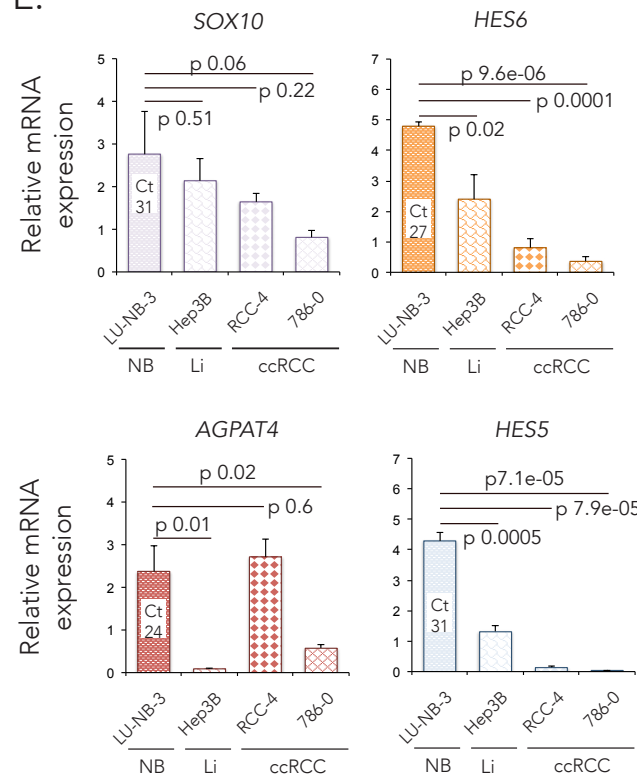 E.
SOX10
Relative mRNA
expression
5
4
3
2
1
0
p 0.06
p 0.22
p 0.51
Ct
31
LU-NB-3
Hep3B
RCC-4
786-0
NB
Li
ccRCC
HES6
7
6
5
4
3
2
1
0
p 9.6e-06
p 0.0001
p 0.02
Ct
27
LU-NB-3
Hep3B
RCC-4
786-0
NB
Li
ccRCC
AGPAT4
Relative mRNA
expression
5
4
3
2
1
0
p 0.02
p 0.6
p 0.01
Ct
24
LU-NB-3
Hep3B
RCC-4
786-0
NB
Li
ccRCC
HES5
7
6
5
4
3
2
1
0
p7.1e-05
p 7.9e-05
p 0.0005
Ct
31
LU-NB-3
Hep3B
RCC-4
786-0
NB
Li
ccRCC